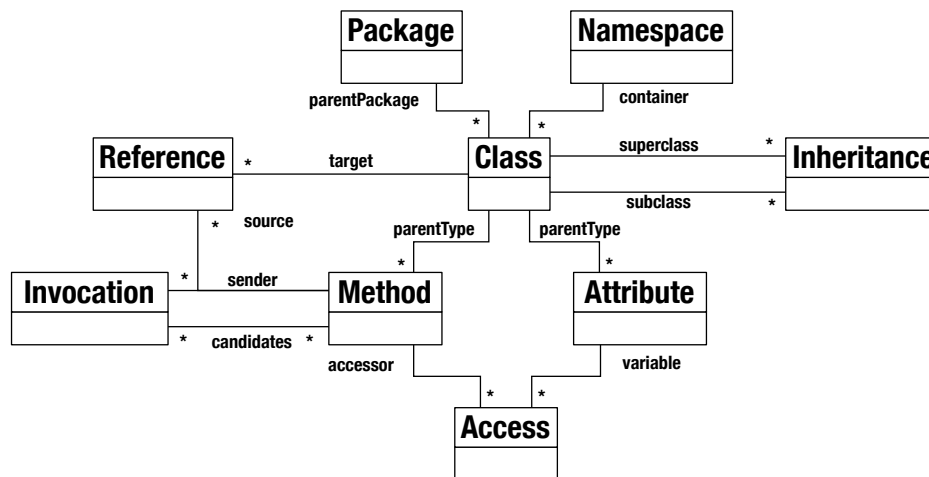 Package
Namespace
parentPackage
container
*
*
Reference
Class
Inheritance
*
target
superclass
*
subclass
*
*
source
parentType
parentType
*
*
Invocation
*
sender
Method
Attribute
*
candidates
*
accessor
variable
*
*
Access